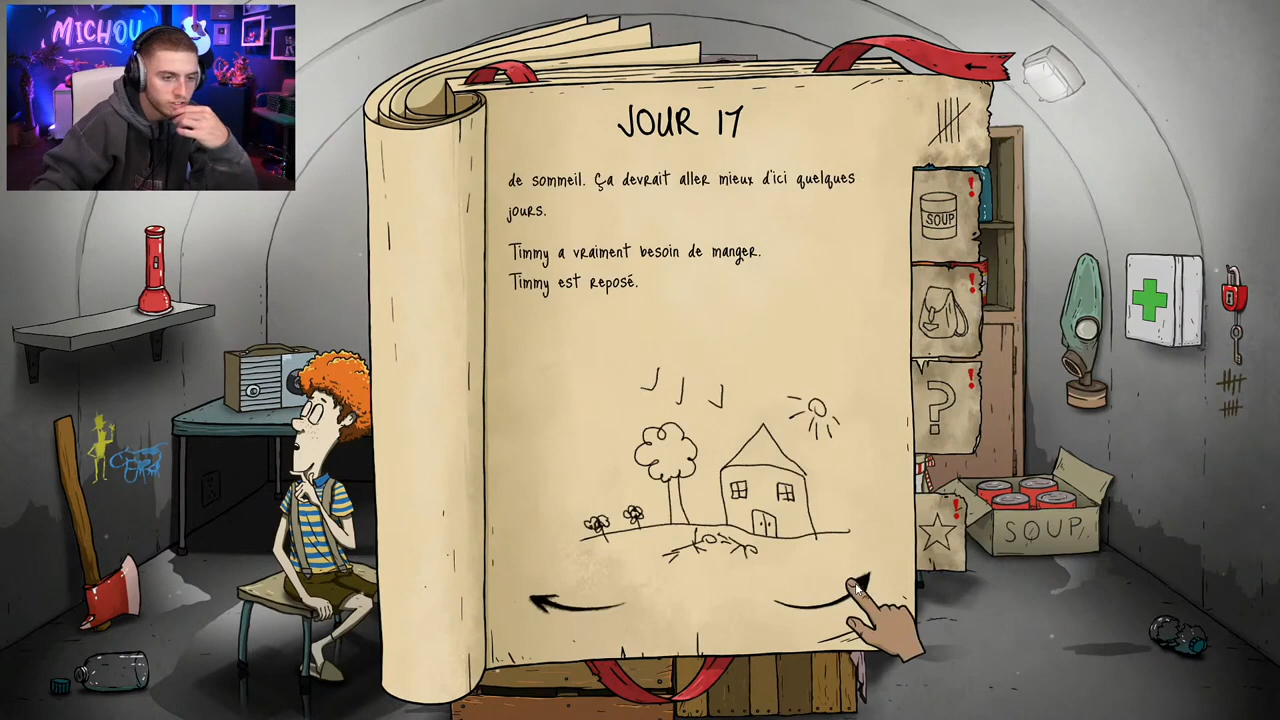 MICHOU
JOUR 17
de sommeil. Ça devrait aller mieux d'ici quelques
jours.
Timmy a vraiment besoin de manger.
Timmy est reposé.
SOUP
?
SOUP